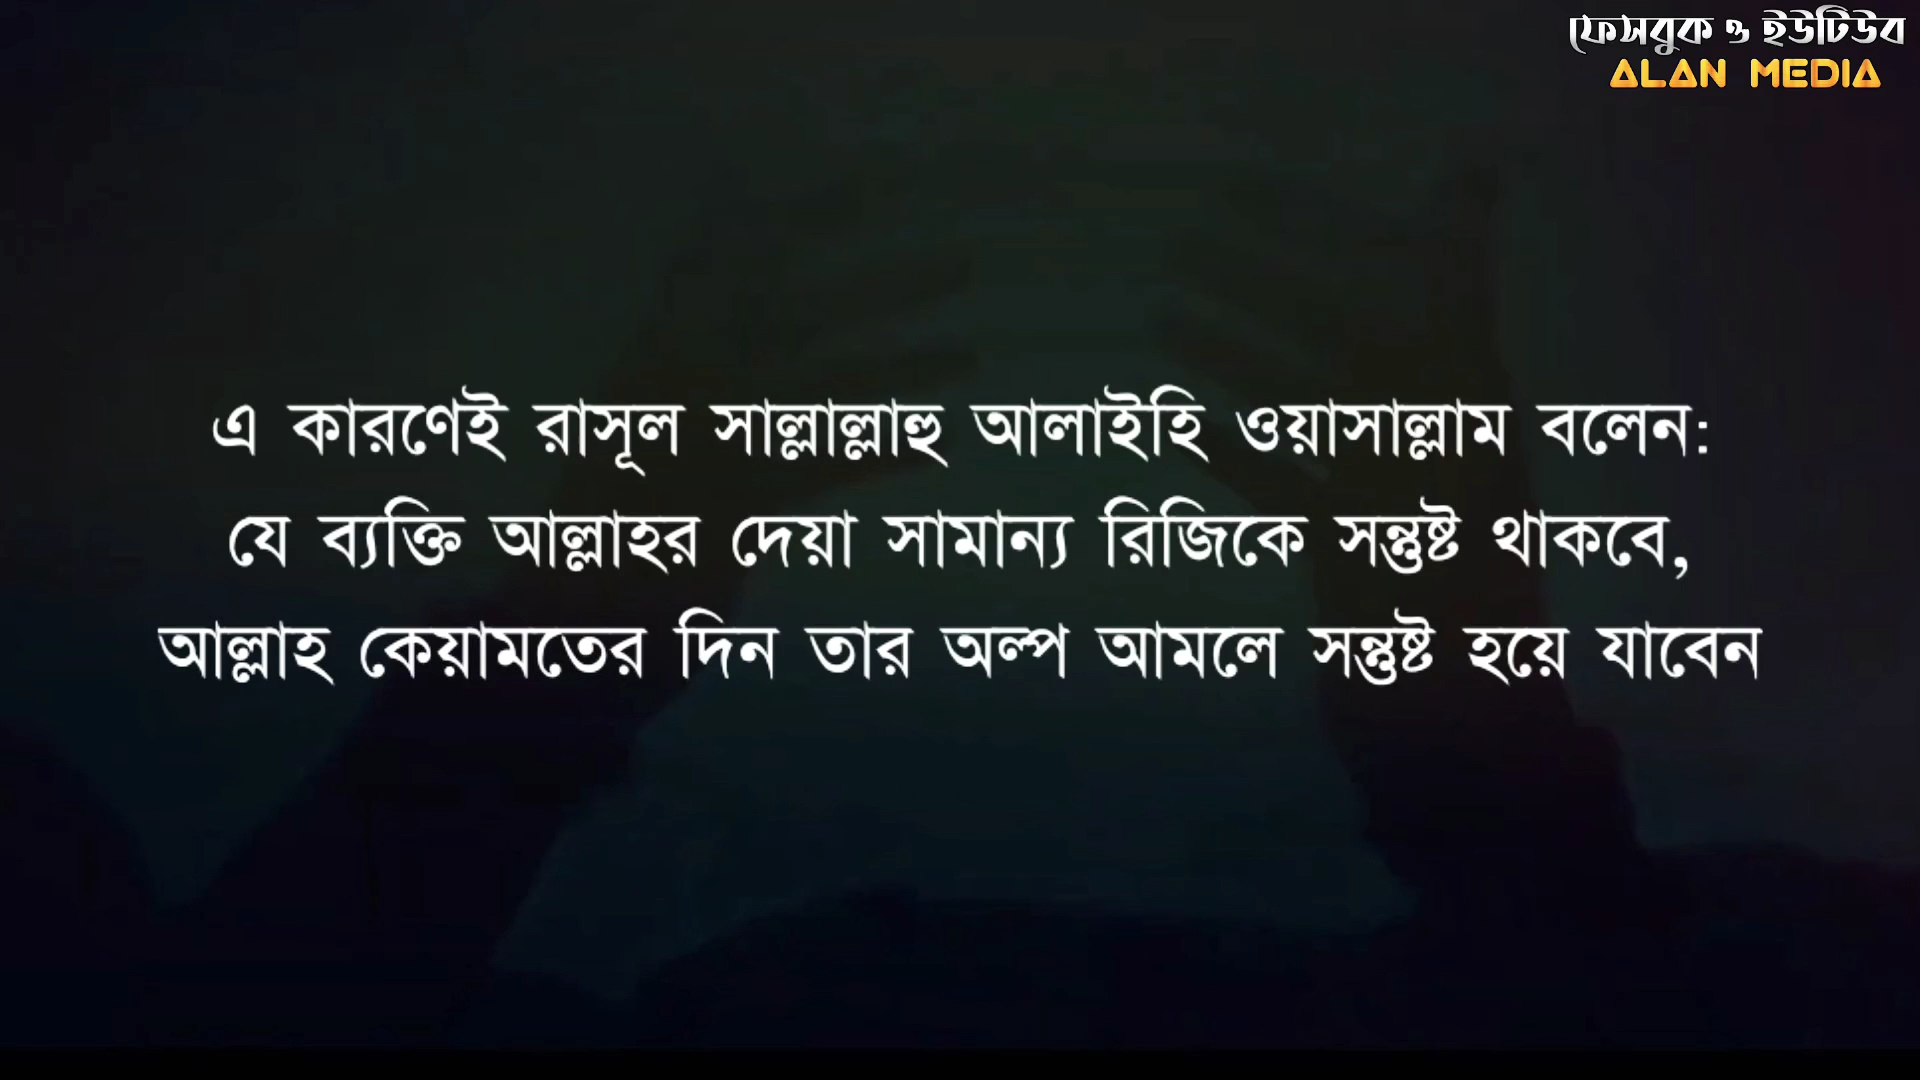 ফেসবুক ও ইউটিউব
ALAN MEDIA
এ কারণেই রাসূল সাল্লাল্লাহু আলাইহি ওয়াসাল্লাম বলেন:
যে ব্যক্তি আল্লাহর দেয়া সামান্য রিজিকে সন্তুষ্ট থাকবে,
আল্লাহ কেয়ামতের দিন তার অল্প আমলে সন্তুষ্ট হয়ে যাবেন